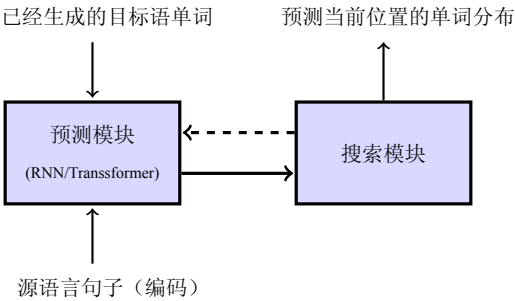 已经生成的目标语单词
预测当前位置的单词分布
预测模块
(RNN/Transsformer)
搜索模块
源语言句子（编码）